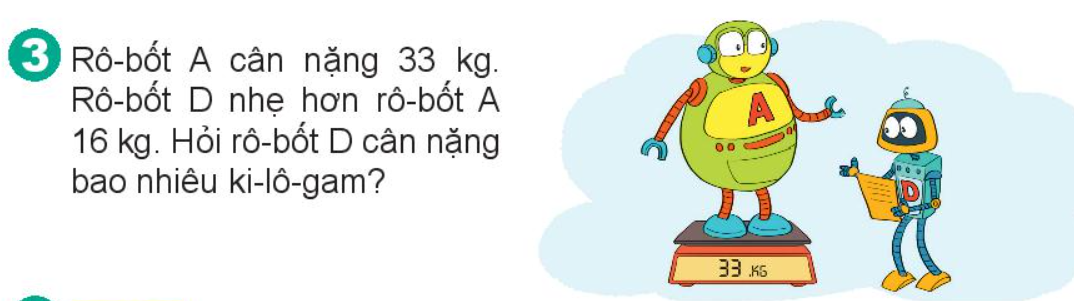 3 Rô-bốt A cân nặng 33 kg.
Rô-bốt D nhẹ hơn rô-bốt A
16 kg. Hỏi rô-bốt D cân nặng
bao nhiêu ki-lô-gam?
A
D
33 .KG